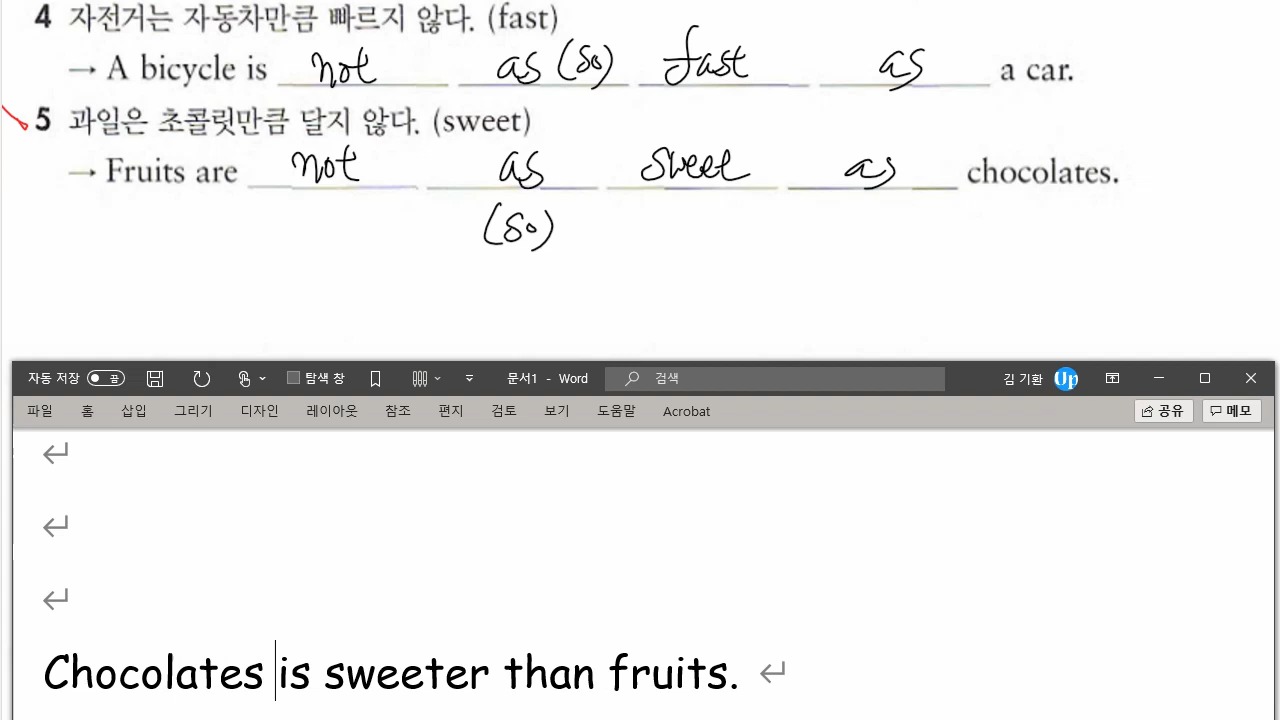 4 자전거는 자동차만큼 빠르지 않다. (fast)
→ A bicycle is not as (so) fast as a car.
5 과일은 초콜릿만큼 달지 않다. (sweet)
→ Fruits are not as sweet as chocolates.
(so)
자동 저장 끔 탐색 창 문서1 - Word 검색 김 기환 Up
파일 홈 삽입 그리기 디자인 레이아웃 참조 편지 검토 보기 도움말 Acrobat 공유 메모
Chocolates is sweeter than fruits.